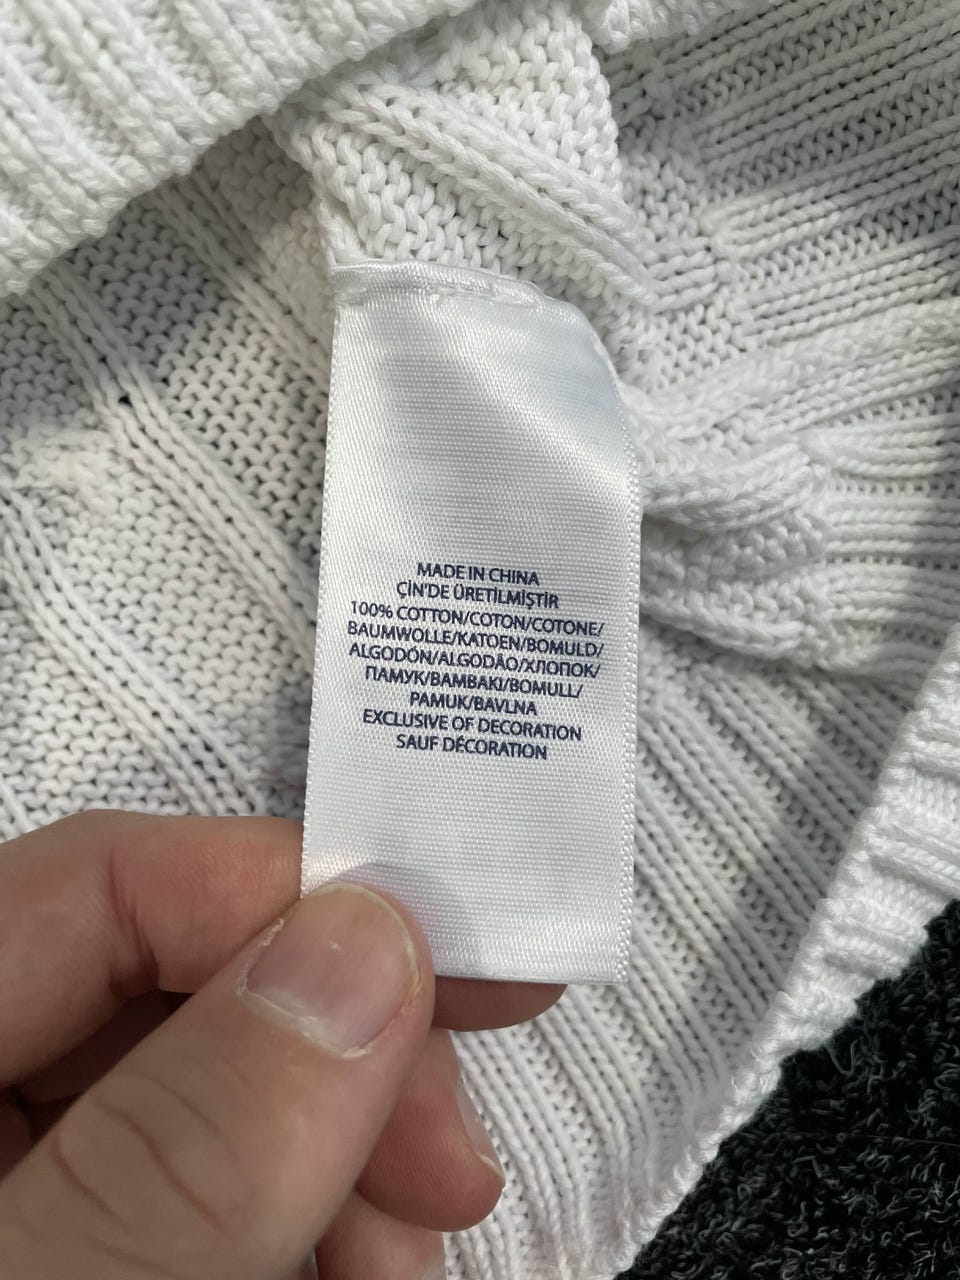 MADE IN CHINA
ÇİN'DE ÜRETİLMİŞTİR
100% COTTON/COTON/COTONE/
BAUMWOLLE/KATOEN/BOMULD/
ALGODÓN/ALGODÃO/ХЛОПОК/
ПАМУК/ΒΑΜΒΑΚΙ/BOMULL/
PAMUK/BAVLNA
EXCLUSIVE OF DECORATION
SAUF DÉCORATION